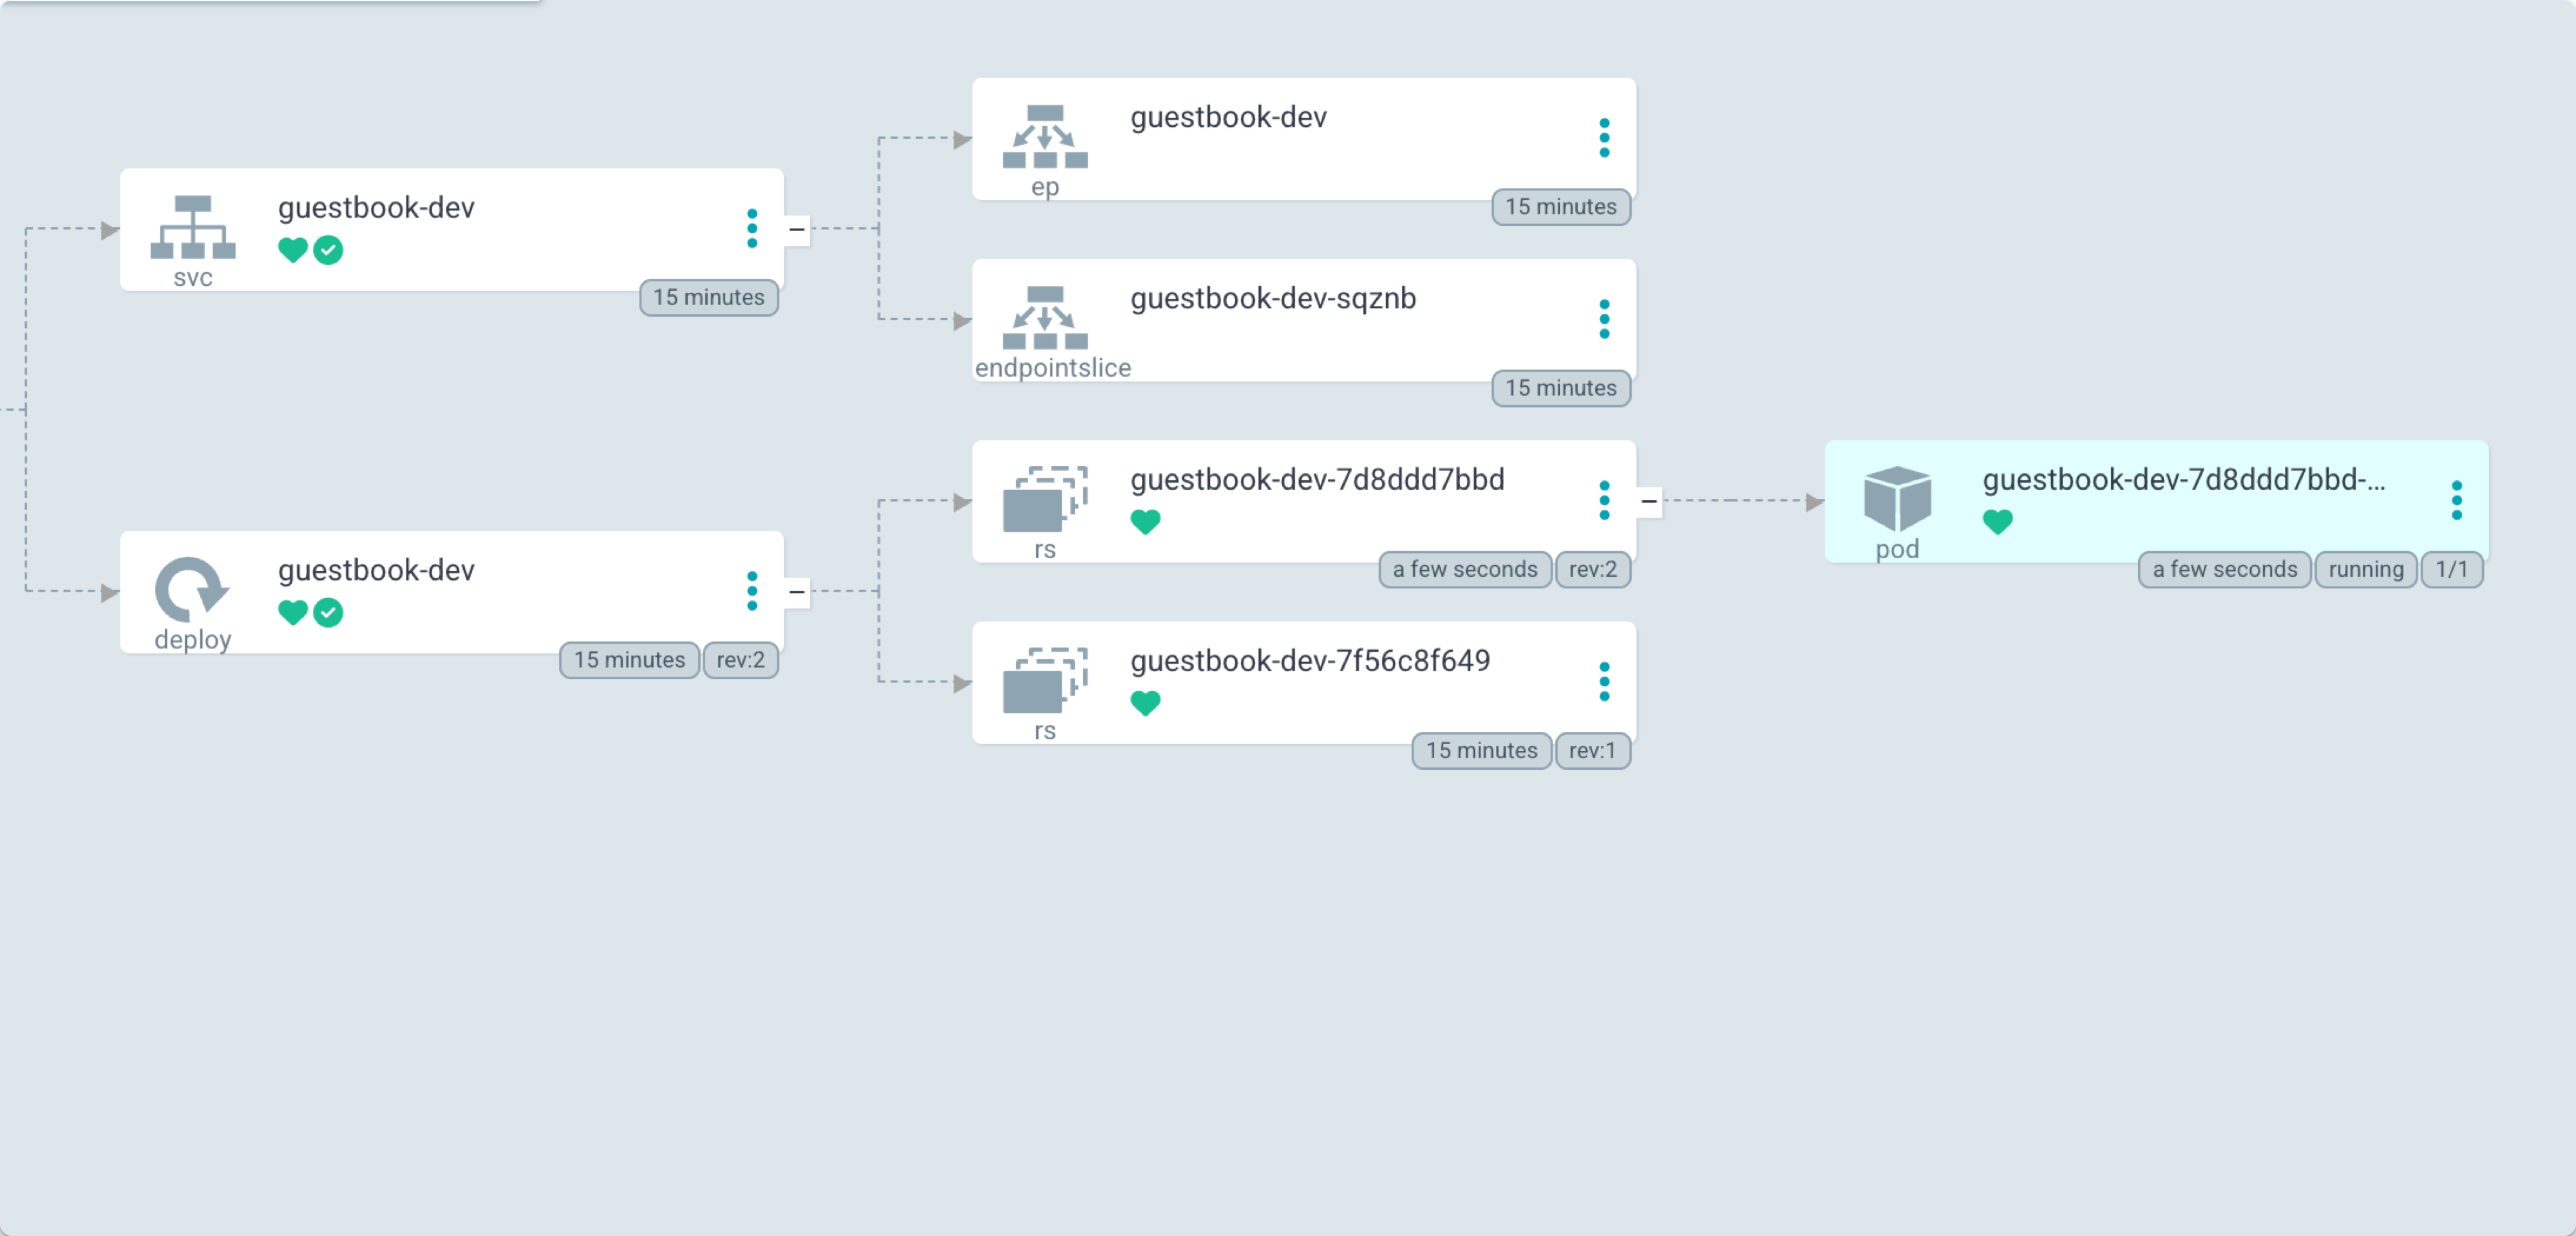 guestbook-dev
svc
15 minutes
guestbook-dev
ep
15 minutes
guestbook-dev-sqznb
endpointslice
15 minutes
guestbook-dev
deploy
15 minutes rev:2
guestbook-dev-7d8ddd7bbd
rs
a few seconds rev:2
guestbook-dev-7f56c8f649
rs
15 minutes rev:1
guestbook-dev-7d8ddd7bbd-...
pod
a few seconds running 1/1